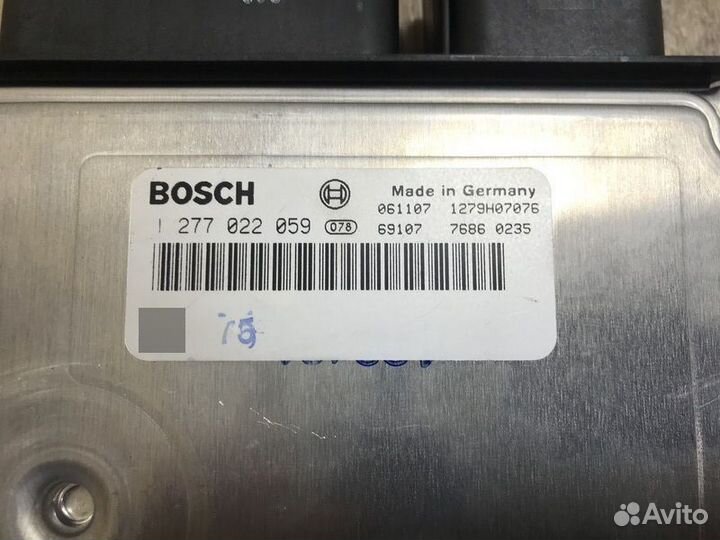 BOSCH
Made in Germany
061107 1279H07076
1 277 022 059 078
69107 7686 0235
75
Avito